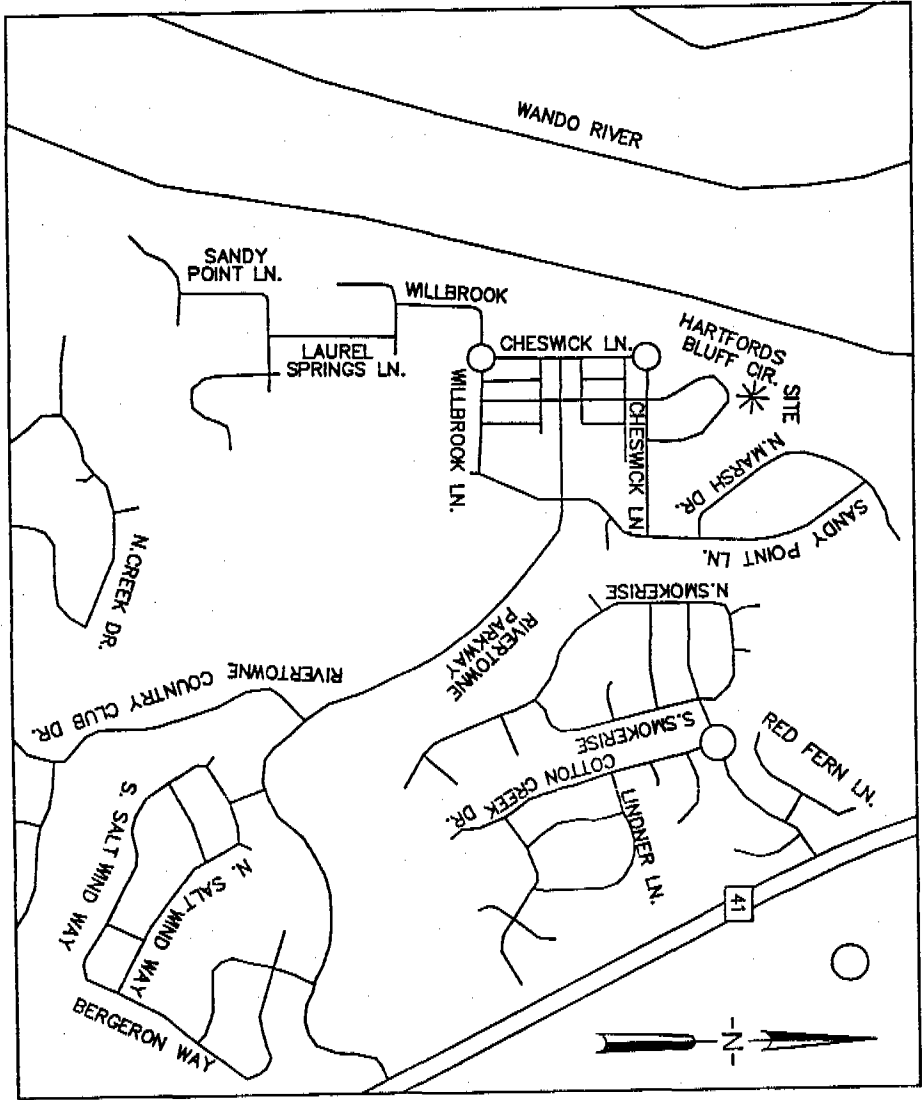 WANDO RIVER
SANDY
POINT LN.
WILLBROOK
LAUREL
SPRINGS LN.
CHESWICK LN.
HARTFORDS
BLUFF CIR.
SITE
WILLBROOK LN.
CHESWICK LN
N.MARSH DR.
SANDY POINT LN.
N.CREEK DR.
N.SMOKERISE
RIVERTOWNE
PARKWAY
RIVERTOWNE COUNTRY CLUB DR.
S.SMOKERISE
RED FERN LN.
COTTON CREEK DR.
LINDNER LN.
S. SALT WIND WAY
N. SALT WIND WAY
41
BERGERON WAY
N